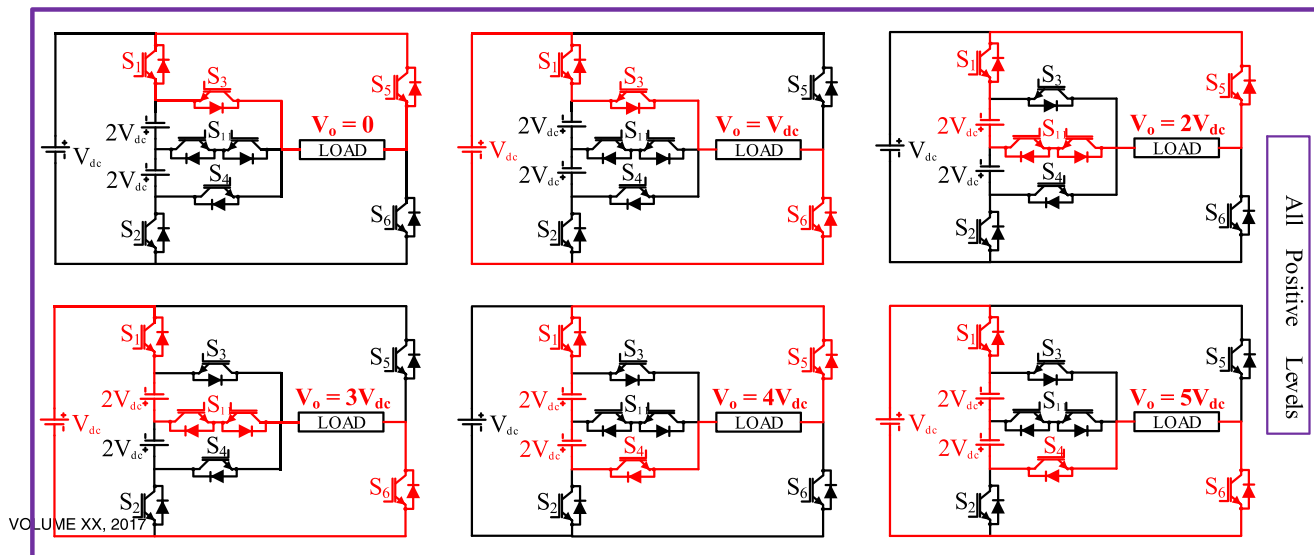 S1
S3
S5
Vo = 0
2Vdc
S1
LOAD
Vdc
2Vdc
S4
S2
S6
S1
S3
S5
Vo = Vdc
2Vdc
S1
LOAD
Vdc
2Vdc
S4
S2
S6
S1
S3
S5
Vo = 2Vdc
2Vdc
S1
LOAD
Vdc
2Vdc
S4
S2
S6
S1
S3
S5
Vo = 3Vdc
2Vdc
S1
LOAD
Vdc
2Vdc
S4
S2
S6
S1
S3
S5
Vo = 4Vdc
2Vdc
S1
LOAD
Vdc
2Vdc
S4
S2
S6
S1
S3
S5
Vo = 5Vdc
2Vdc
S1
LOAD
Vdc
2Vdc
S4
S2
S6
All Positive Levels
VOLUME XX, 2017